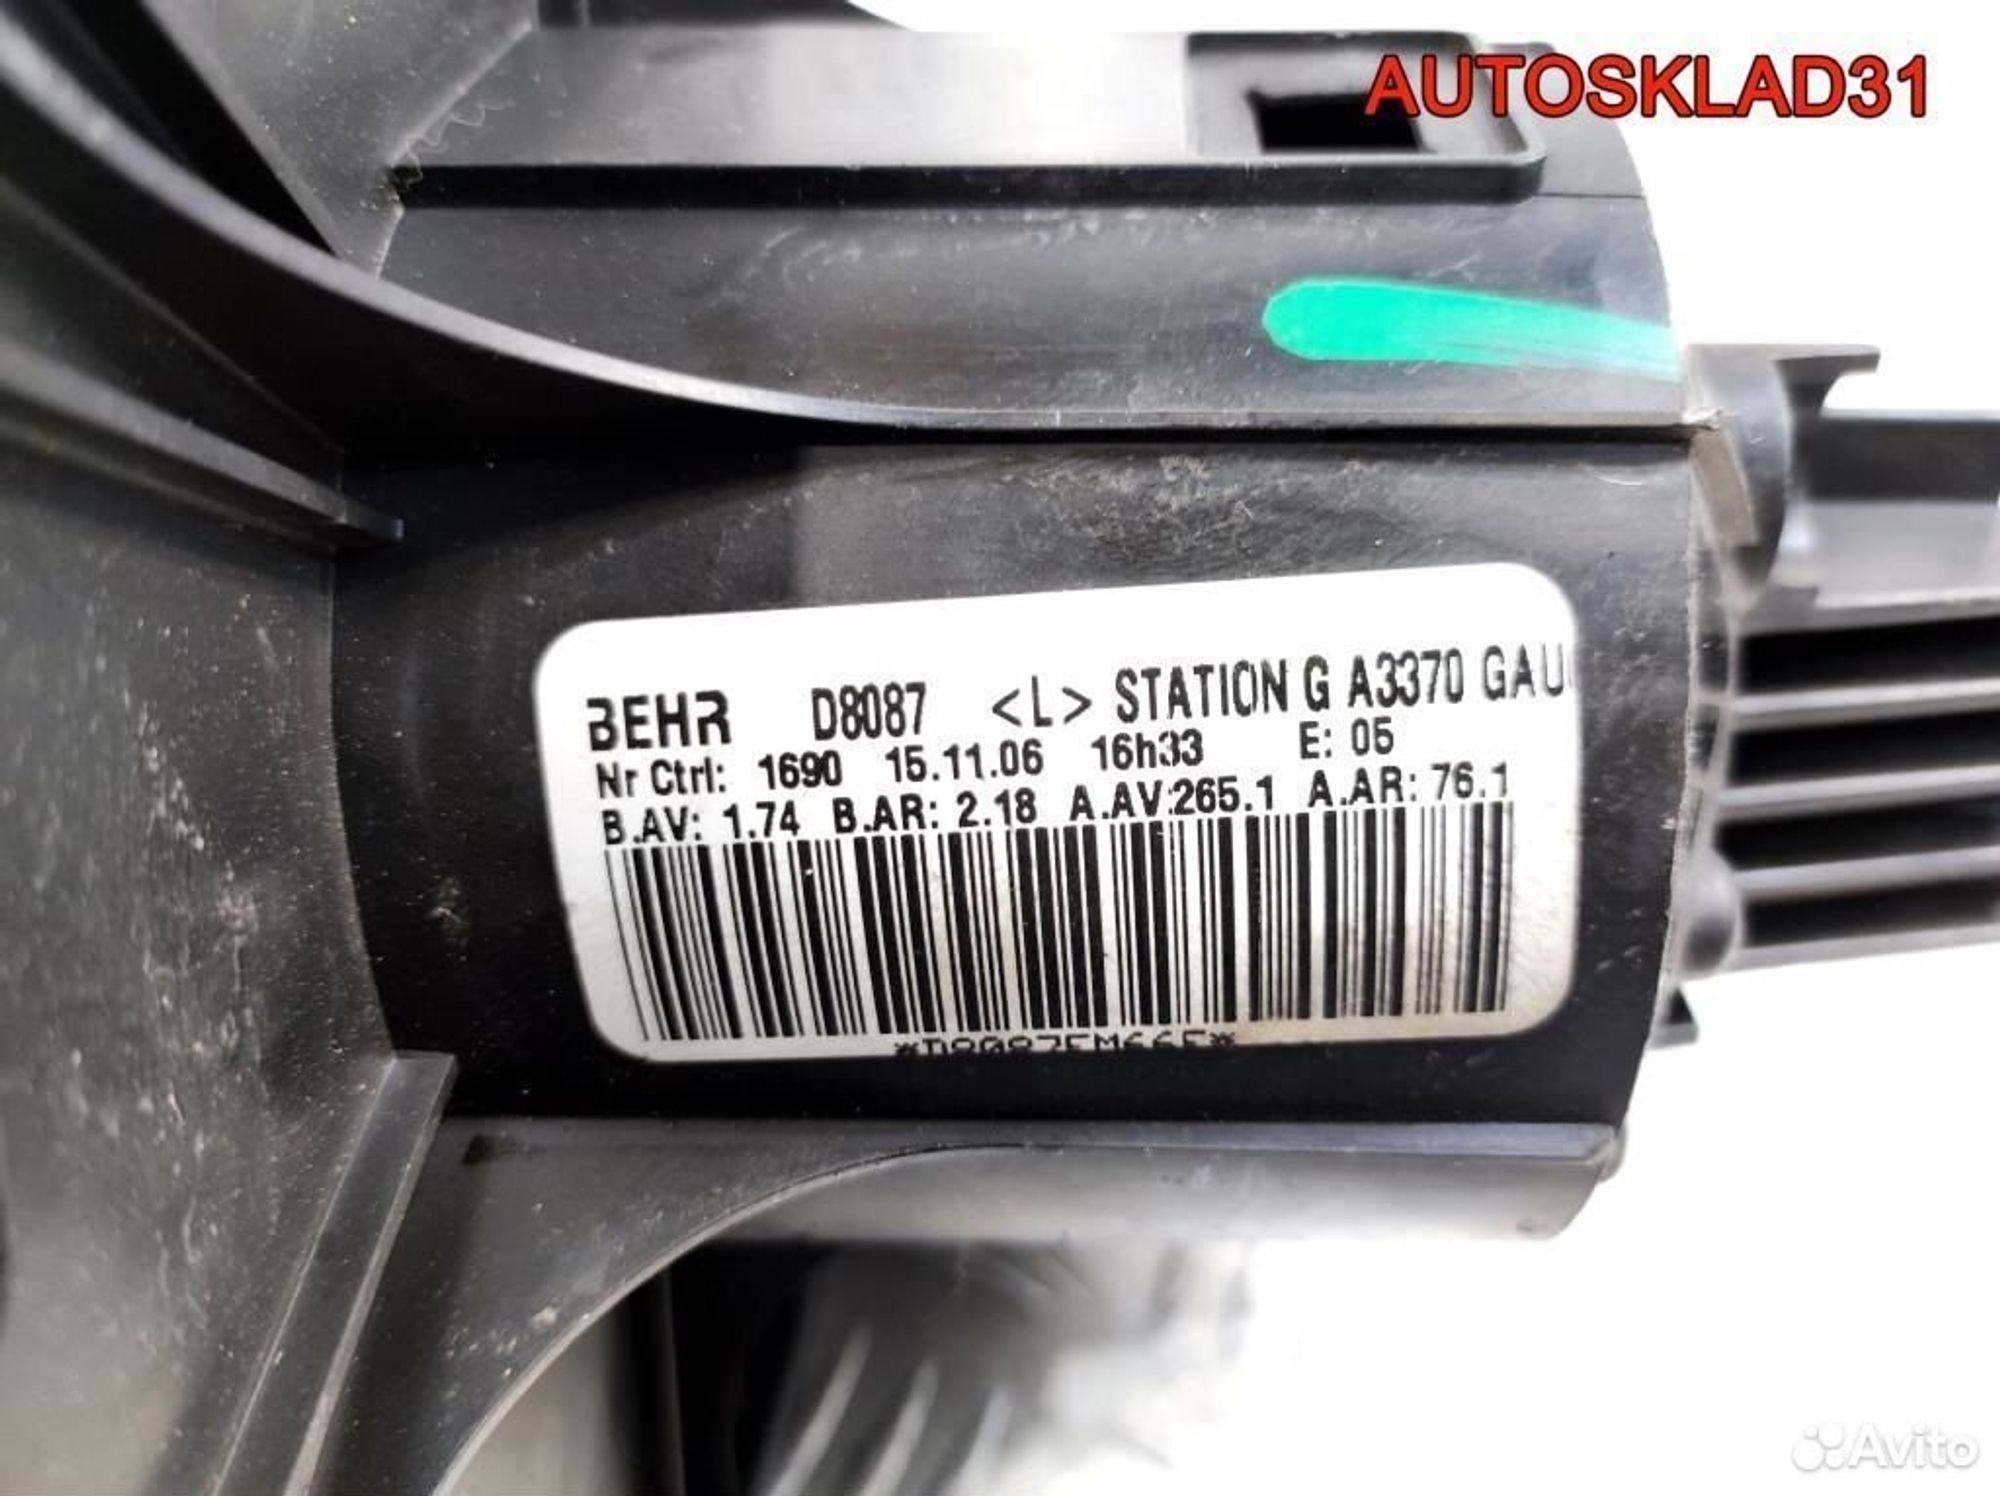 AUTOSKLAD31
BEHR D8087 <L> STATION G A3370
Nr Ctrl: 1690 15.11.06 16h33 E: 05
B.AV: 1.74 B.AR: 2.18 A.AV:265.1 A.AR: 76.1
Avito